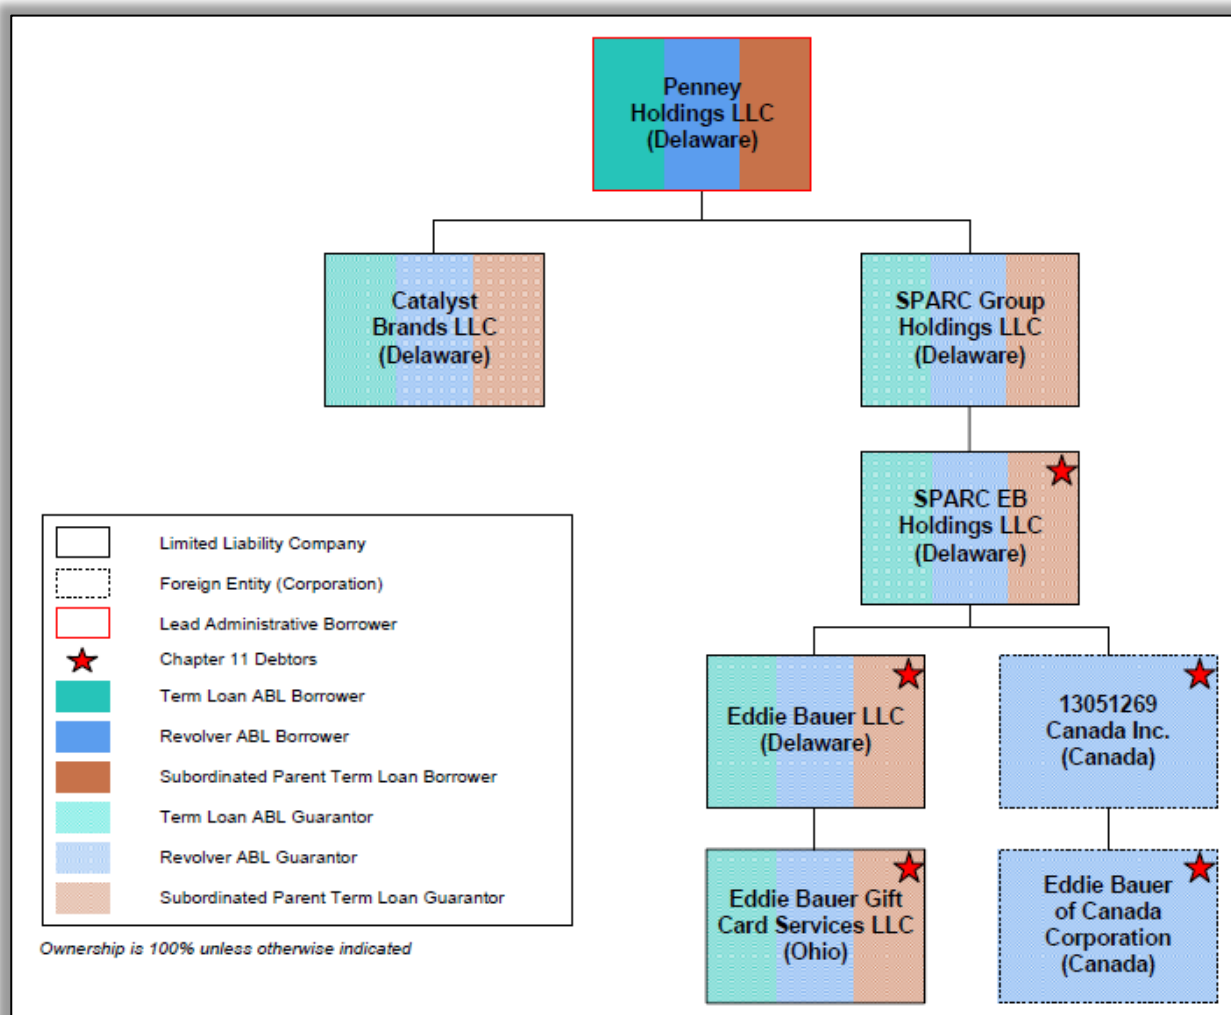 Penney
Holdings LLC
(Delaware)
Catalyst
Brands LLC
(Delaware)
SPARC Group
Holdings LLC
(Delaware)
SPARC EB
Holdings LLC
(Delaware)
Eddie Bauer LLC
(Delaware)
13051269
Canada Inc.
(Canada)
Eddie Bauer Gift
Card Services LLC
(Ohio)
Eddie Bauer
of Canada
Corporation
(Canada)
Limited Liability Company
Foreign Entity (Corporation)
Lead Administrative Borrower
Chapter 11 Debtors
Term Loan ABL Borrower
Revolver ABL Borrower
Subordinated Parent Term Loan Borrower
Term Loan ABL Guarantor
Revolver ABL Guarantor
Subordinated Parent Term Loan Guarantor
Ownership is 100% unless otherwise indicated